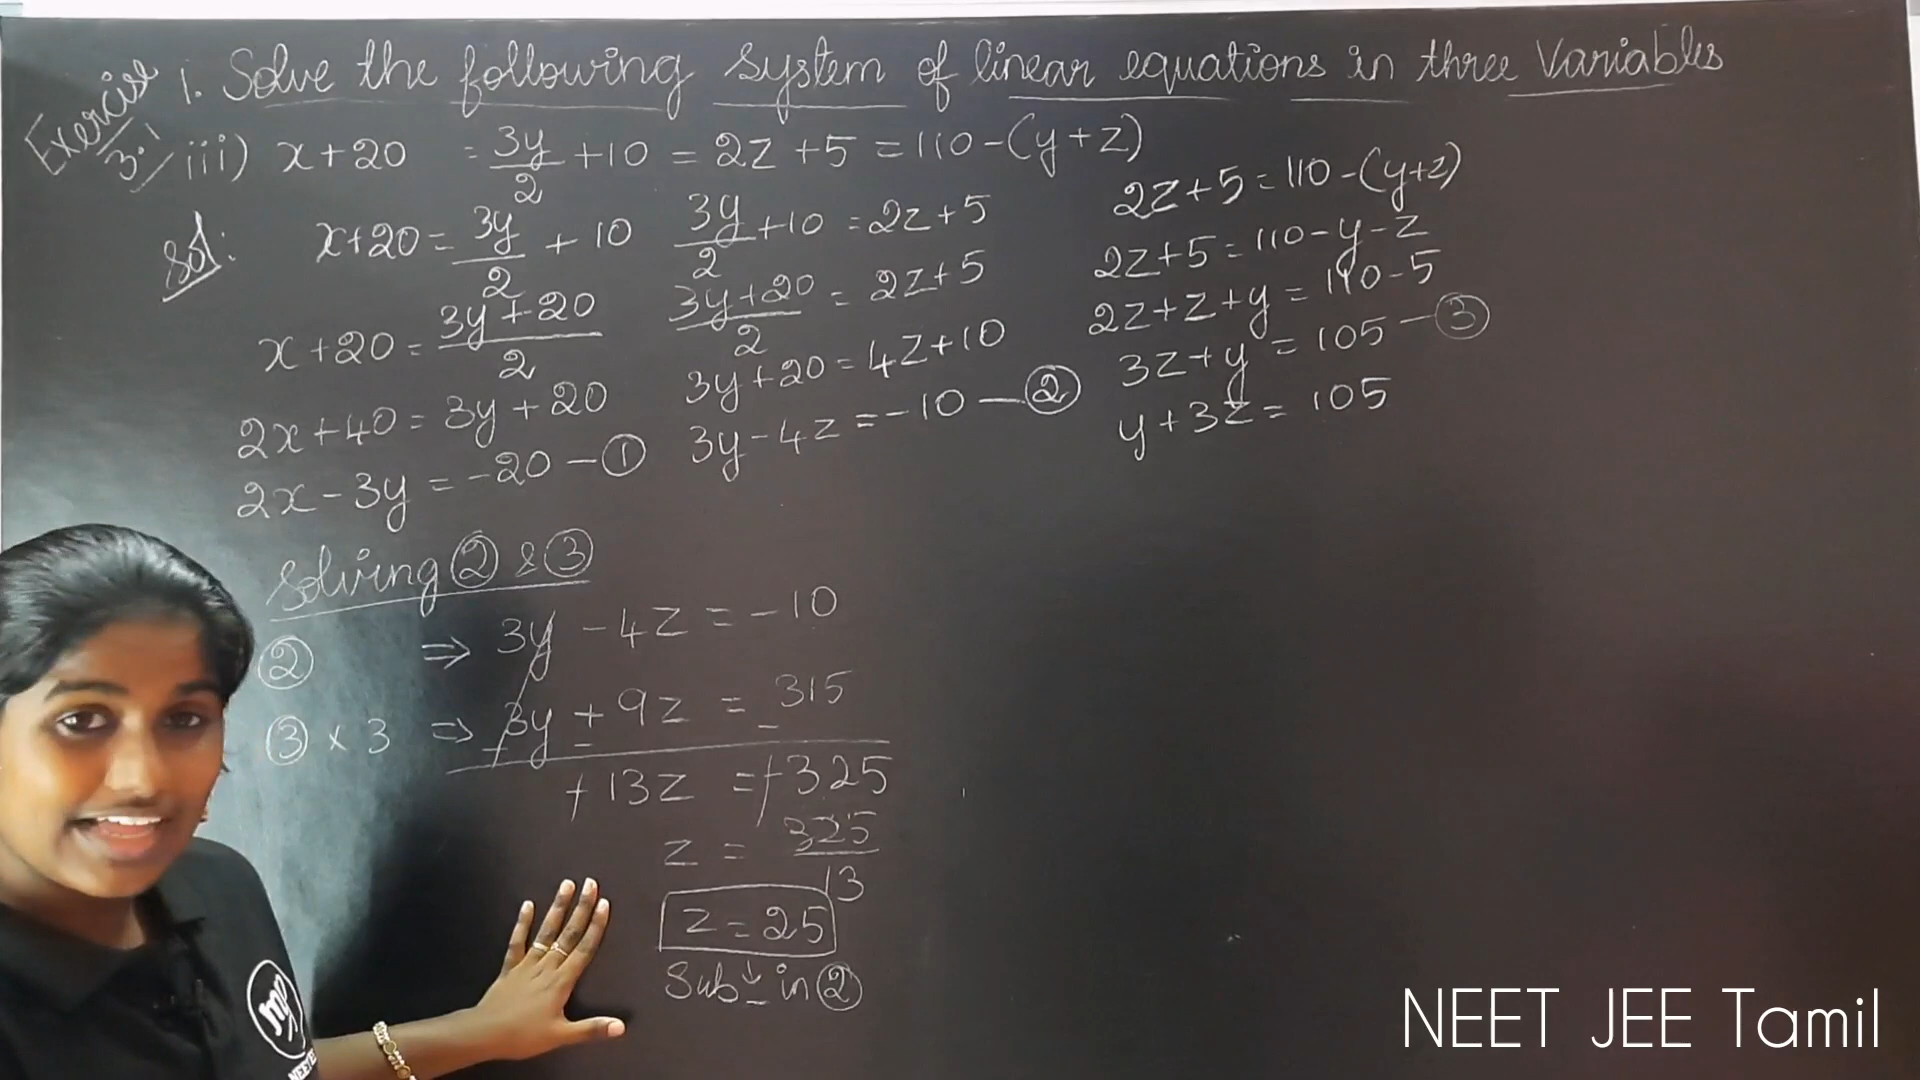 Exercise 3.1
1. Solve the following system of linear equations in three Variables
iii) x+20 = 3y/2 +10 = 2z+5 = 110-(y+z)
Sol:
x+20 = 3y/2 + 10
x+20 = 3y+20/2
2x+40 = 3y+20
2x-3y = -20 — ①
3y/2 +10 = 2z+5
3y+20/2 = 2z+5
3y+20 = 4z+10
3y-4z = -10 — ②
2z+5 = 110-(y+z)
2z+5 = 110-y-z
2z+z+y = 110-5
3z+y = 105 — ③
y+3z = 105
Solving ② & ③
② ⇒ 3y - 4z = -10
③ × 3 ⇒ 3y + 9z = 315
- - -
+13z = +325
z = 325/13
z = 25
Sub ↓ in ②
NEET JEE Tamil